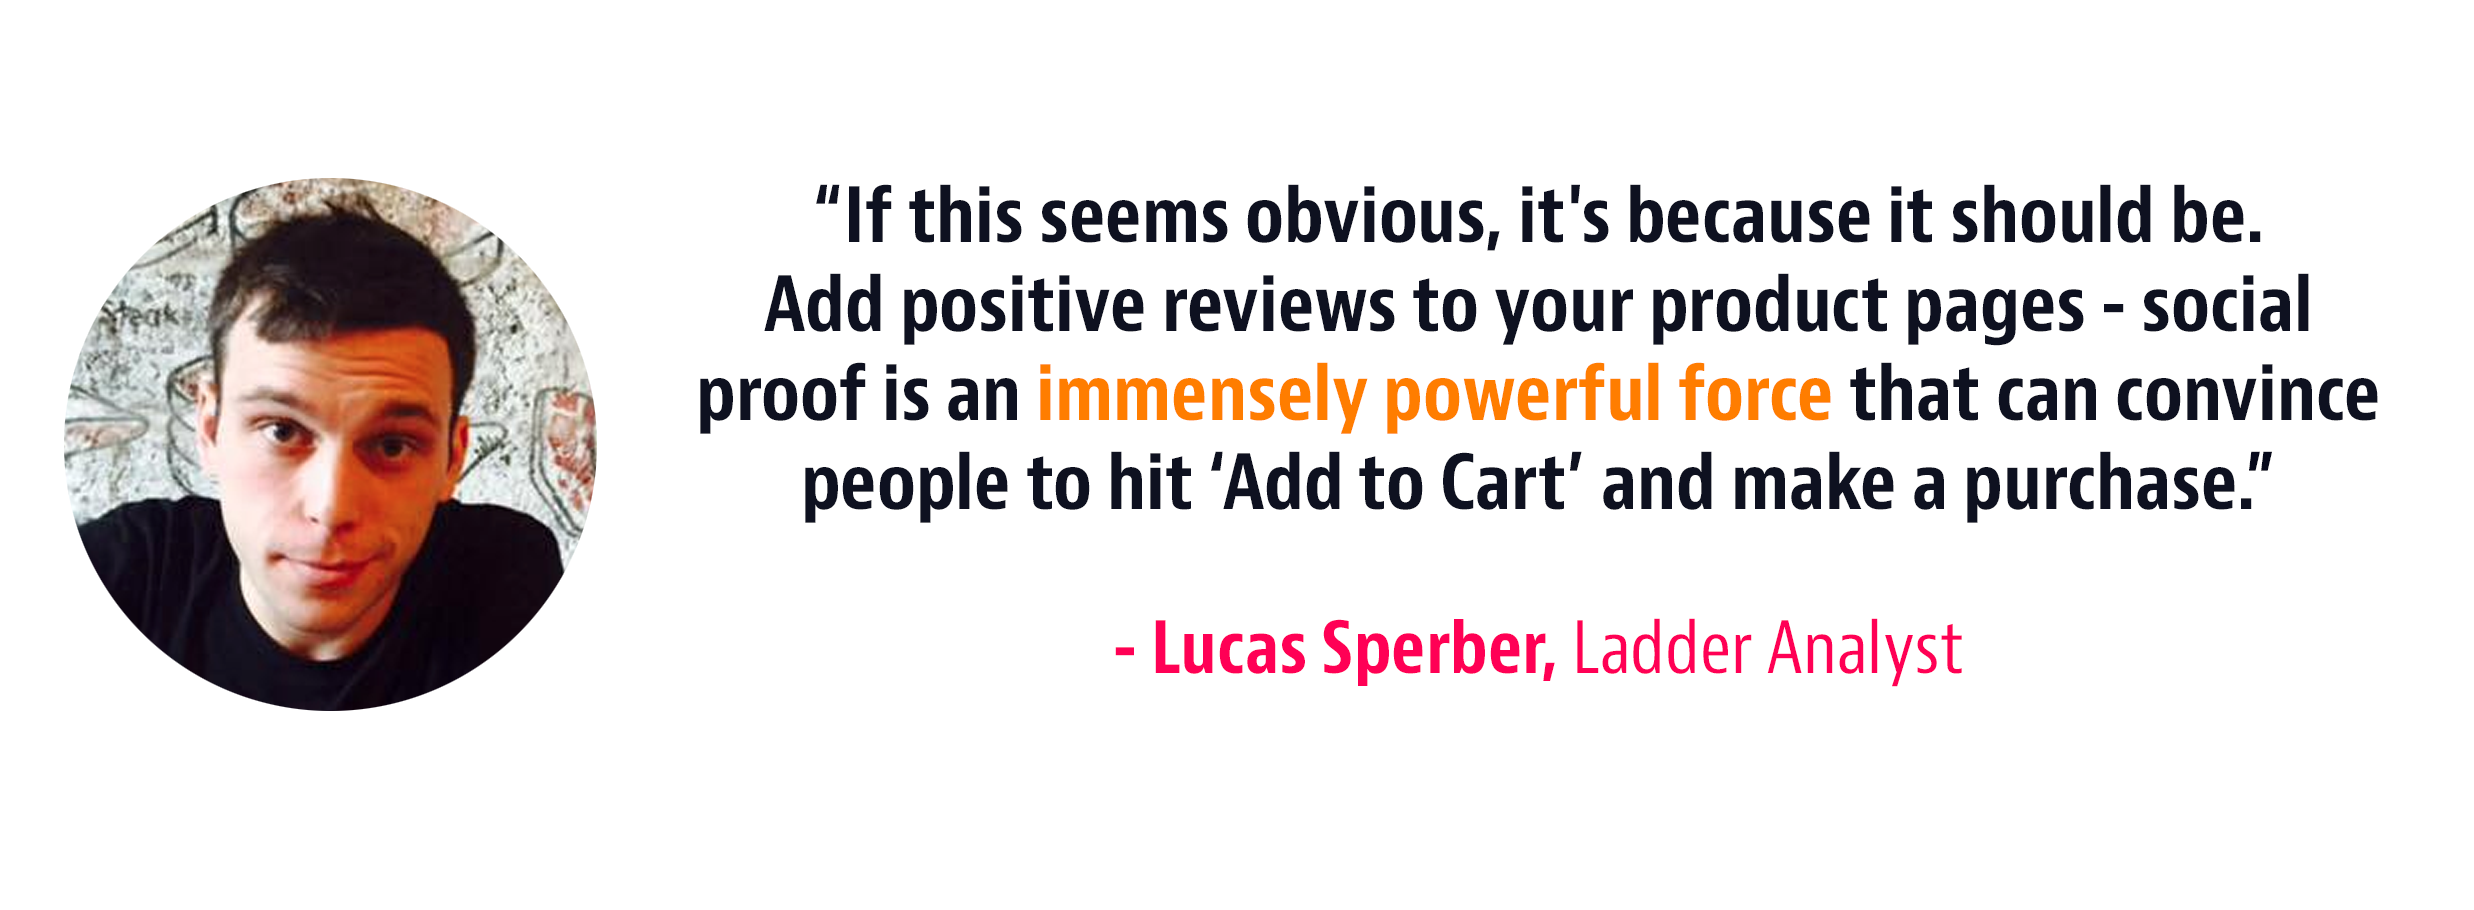 “If this seems obvious, it's because it should be.
Add positive reviews to your product pages - social
proof is an immensely powerful force that can convince
people to hit ‘Add to Cart’ and make a purchase.”
- Lucas Sperber, Ladder Analyst
steak